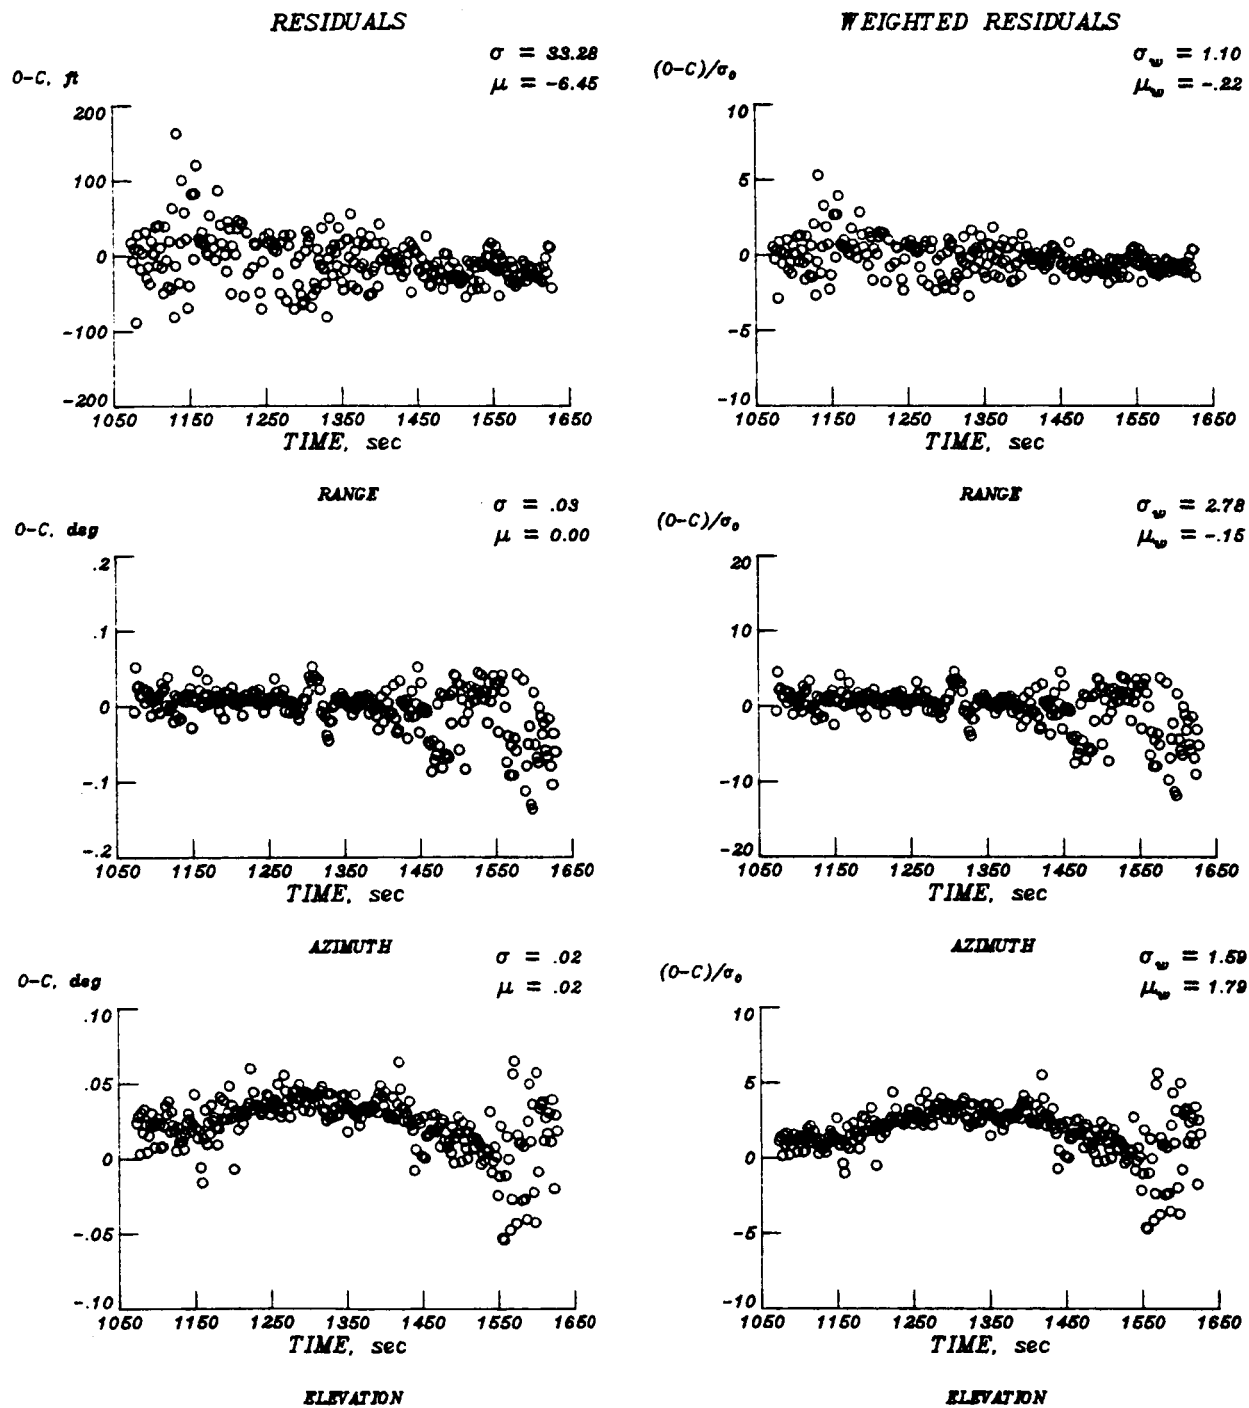 RESIDUALS
WEIGHTED RESIDUALS
O-C, ft
σ = 33.28
μ = -6.45
(O-C)/σ₀
σw = 1.10
μw = -.22
200
100
0
-100
-200
1050 1150 1250 1350 1450 1550 1650
TIME, sec
RANGE
10
5
0
-5
-10
1050 1150 1250 1350 1450 1550 1650
TIME, sec
RANGE
O-C, deg
σ = .03
μ = 0.00
(O-C)/σ₀
σw = 2.78
μw = -.15
.2
.1
0
-.1
-.2
1050 1150 1250 1350 1450 1550 1650
TIME, sec
AZIMUTH
20
10
0
-10
-20
1050 1150 1250 1350 1450 1550 1650
TIME, sec
AZIMUTH
O-C, deg
σ = .02
μ = .02
(O-C)/σ₀
σw = 1.59
μw = 1.79
.10
.05
0
-.05
-.10
1050 1150 1250 1350 1450 1550 1650
TIME, sec
ELEVATION
10
5
0
-5
-10
1050 1150 1250 1350 1450 1550 1650
TIME, sec
ELEVATION